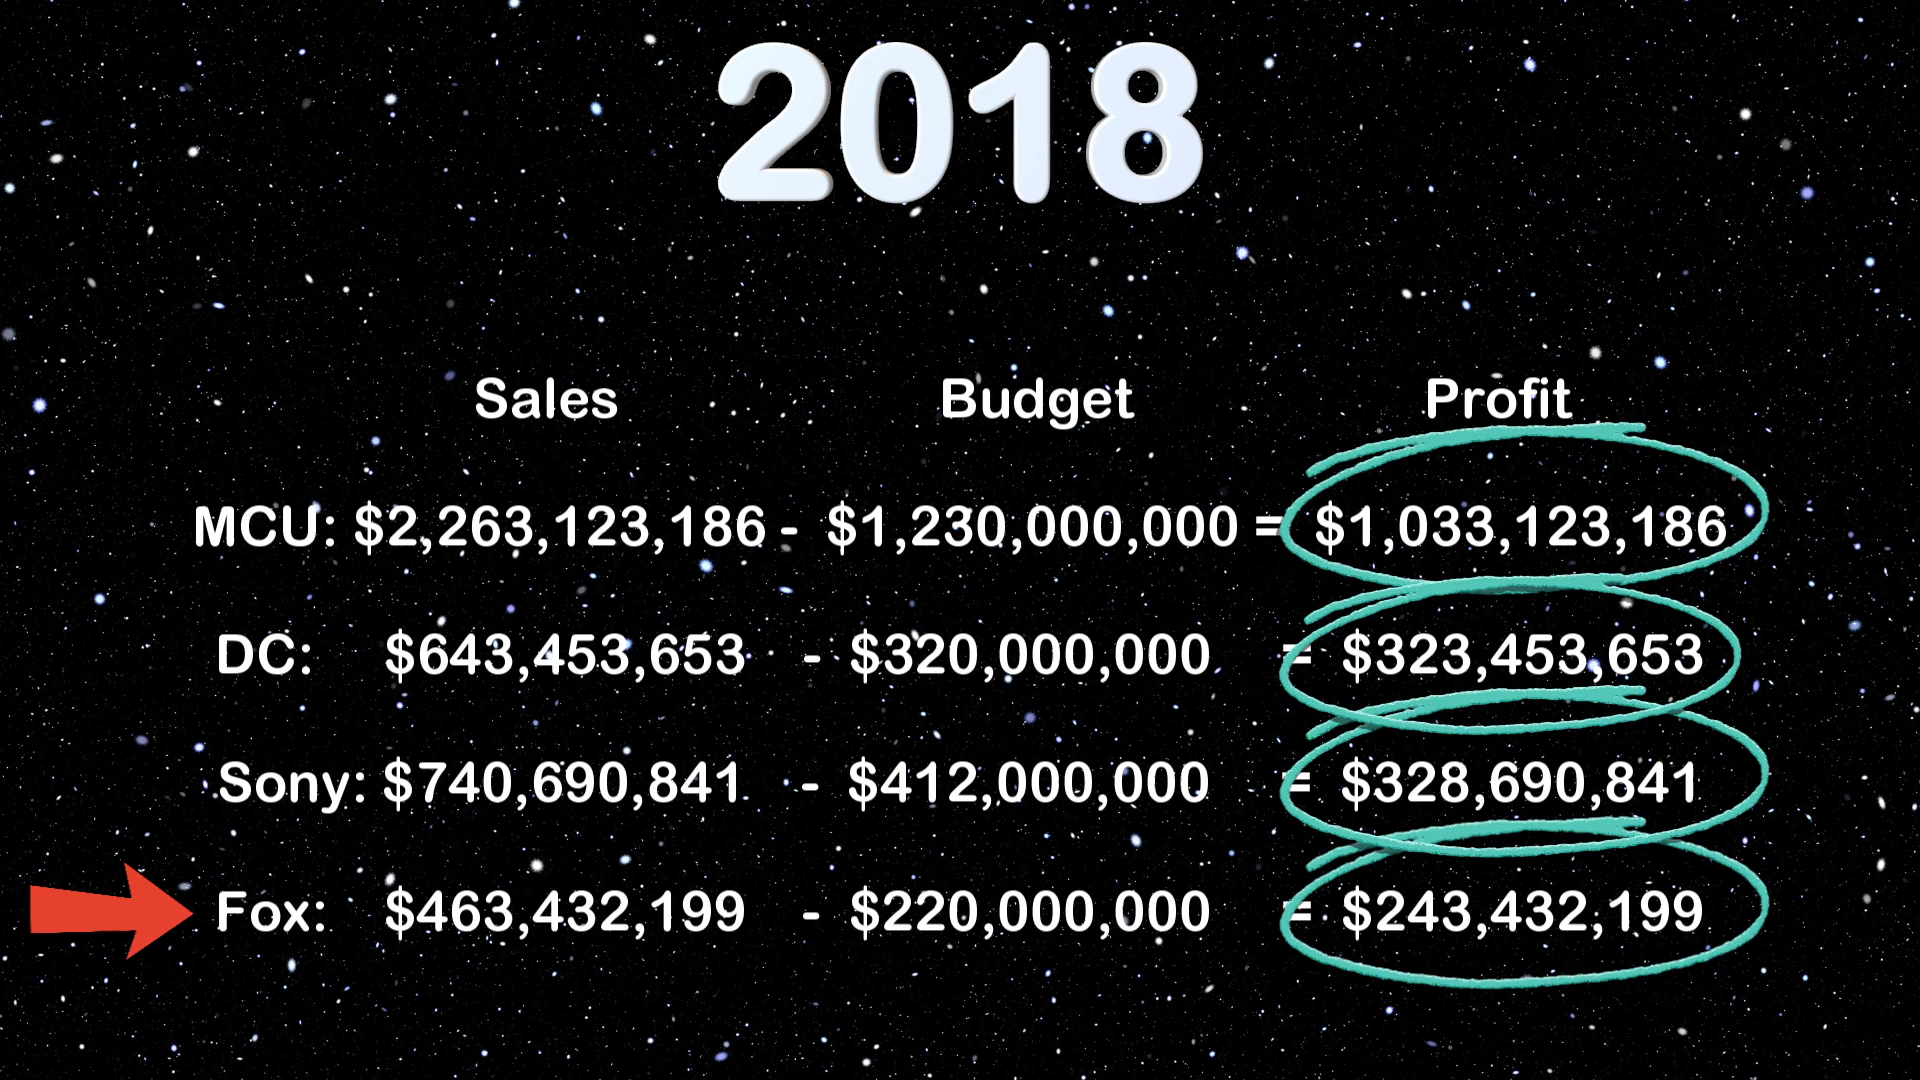 2018
Sales Budget Profit
MCU: $2,263,123,186 - $1,230,000,000 = $1,033,123,186
DC: $643,453,653 - $320,000,000 = $323,453,653
Sony: $740,690,841 - $412,000,000 = $328,690,841
Fox: $463,432,199 - $220,000,000 = $243,432,199